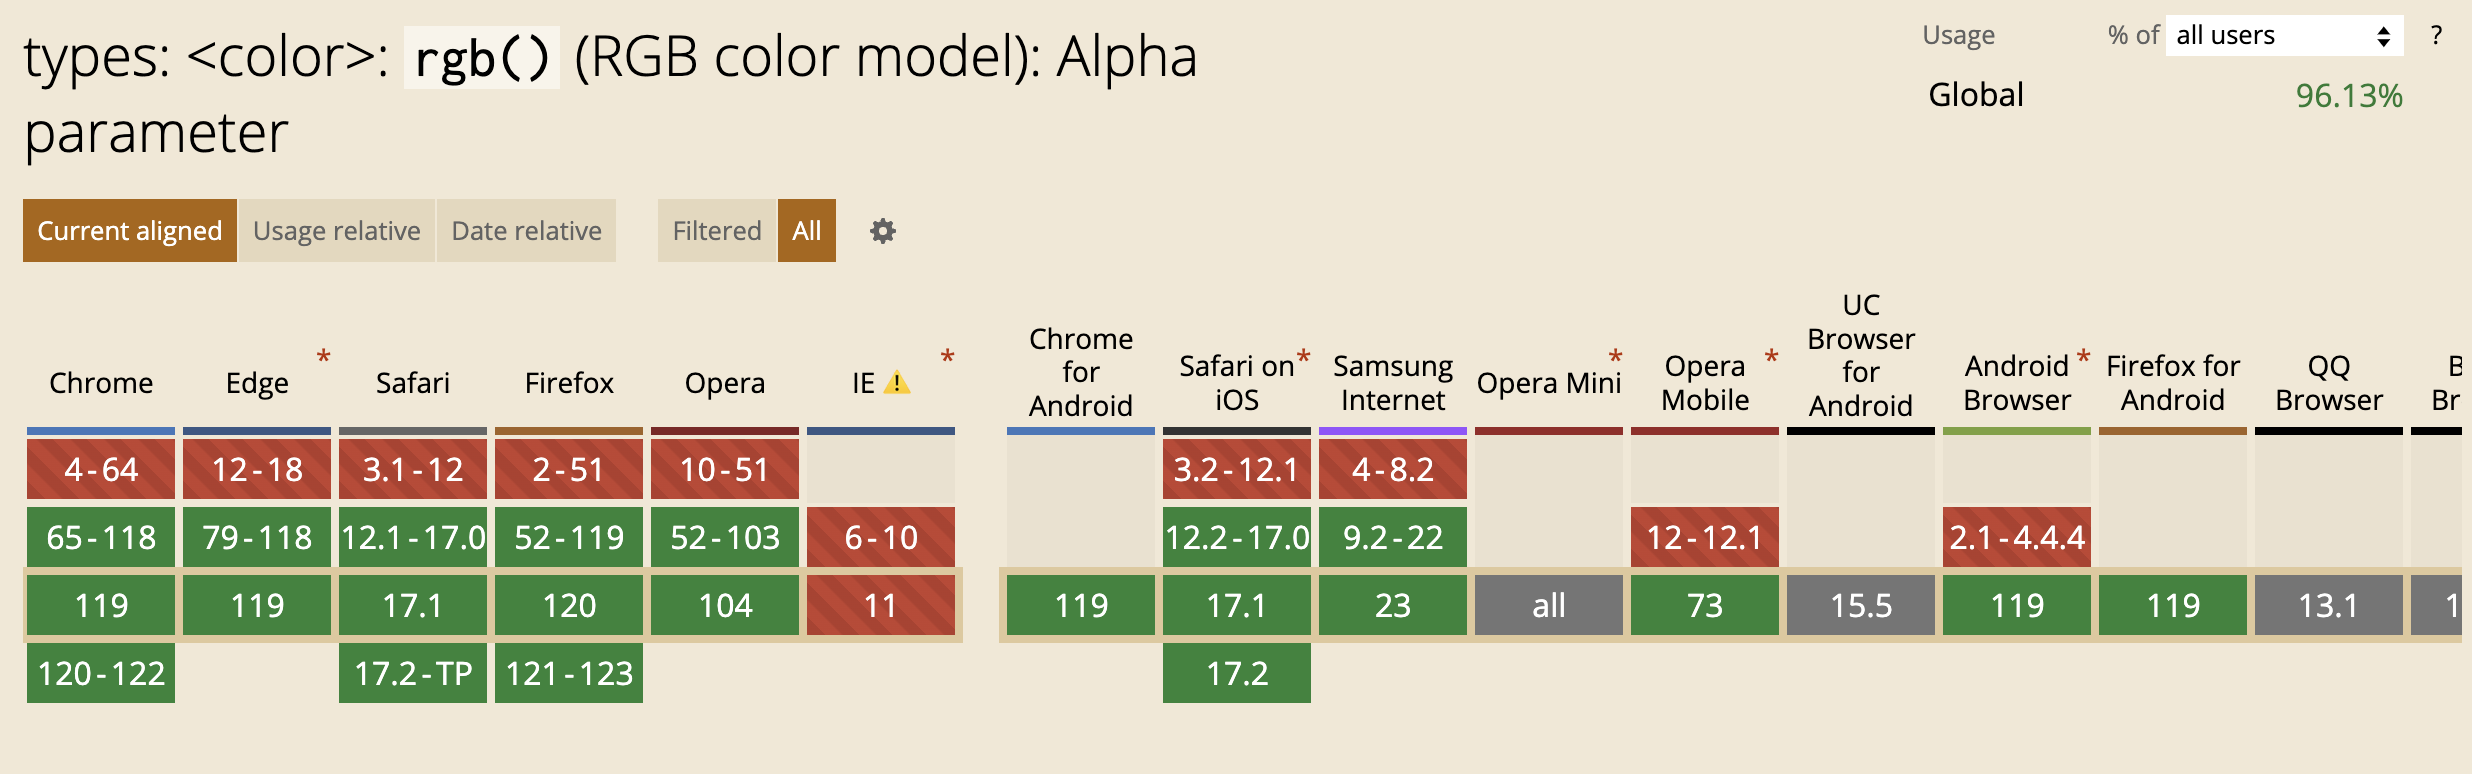 types: <color>: rgb() (RGB color model): Alpha
parameter
Usage % of all users ?
Global 96.13%
Current aligned Usage relative Date relative Filtered All
Chrome Edge * Safari Firefox Opera IE *
Chrome for Android Safari on iOS * Samsung Internet Opera Mini * Opera Mobile * UC Browser for Android Android Browser * Firefox for Android QQ Browser
4-64 12-18 3.1-12 2-51 10-51 3.2-12.1 4-8.2
65-118 79-118 12.1-17.0 52-119 52-103 6-10 12.2-17.0 9.2-22 12-12.1 2.1-4.4.4
119 119 17.1 120 104 11 119 17.1 23 all 73 15.5 119 119 13.1
120-122 17.2-TP 121-123 17.2